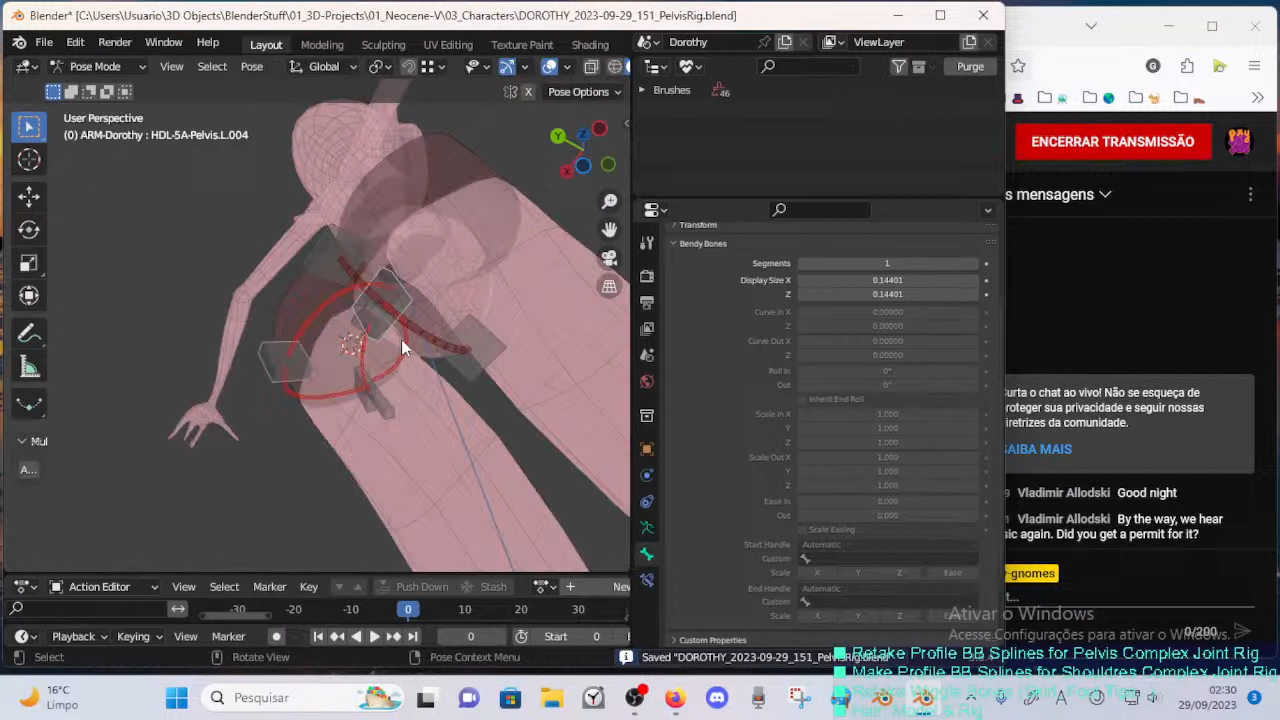 Blender* [C:\Users\Usuario\3D Objects\BlenderStuff\01_3D-Projects\01_Neocene-V\03_Characters\DOROTHY_2023-09-29_151_PelvisRig.blend]
File Edit Render Window Help Layout Modeling Sculpting UV Editing Texture Paint Shading Dorothy ViewLayer
Pose Mode View Select Pose Global Purge
X Pose Options
User Perspective
(0) ARM-Dorothy : HDL-5A-Pelvis.L.004
Y Z X
Mul
A...
Brushes 46
Transform
Bendy Bones
Segments 1
Display Size X 0.14401
Z 0.14401
Curve In X 0.00000
Z 0.00000
Curve Out X 0.00000
Z 0.00000
Roll In 0°
Out 0°
Inherit End Roll
Scale In X 1.000
Y 1.000
Z 1.000
Scale Out X 1.000
Y 1.000
Z 1.000
Ease In 0.000
Out 0.000
Scale Easing
Start Handle Automatic
Custom
Scale X Y Z Ease
End Handle Automatic
Custom
Scale X Y Z Ease
Custom Properties
View Select Marker Key Push Down Stash
-30 -20 -10 0 10 20 30
Playback Keying View Marker 0 Start 0
Select Rotate View Pose Context Menu Saved "DOROTHY_2023-09-29_151_PelvisRig
ENCERRAR TRANSMISSÃO
s mensagens
Curta o chat ao vivo! Não se esqueça de
proteger sua privacidade e seguir nossas
diretrizes da comunidade.
SAIBA MAIS
Vladimir Allodski Good night
Vladimir Allodski By the way, we hear
sic again. Did you get a permit for it?
-gnomes
0/200
Ativar o Windows
Acesse Configurações para ativar o Windows.
Retake Profile BB Splines for Pelvis Complex Joint Rig
Make Profile BB Splines for Shouldres Complex Joint Rig
Hair: Model & Rig
16°C
Limpo
Pesquisar
02:30
29/09/2023
3